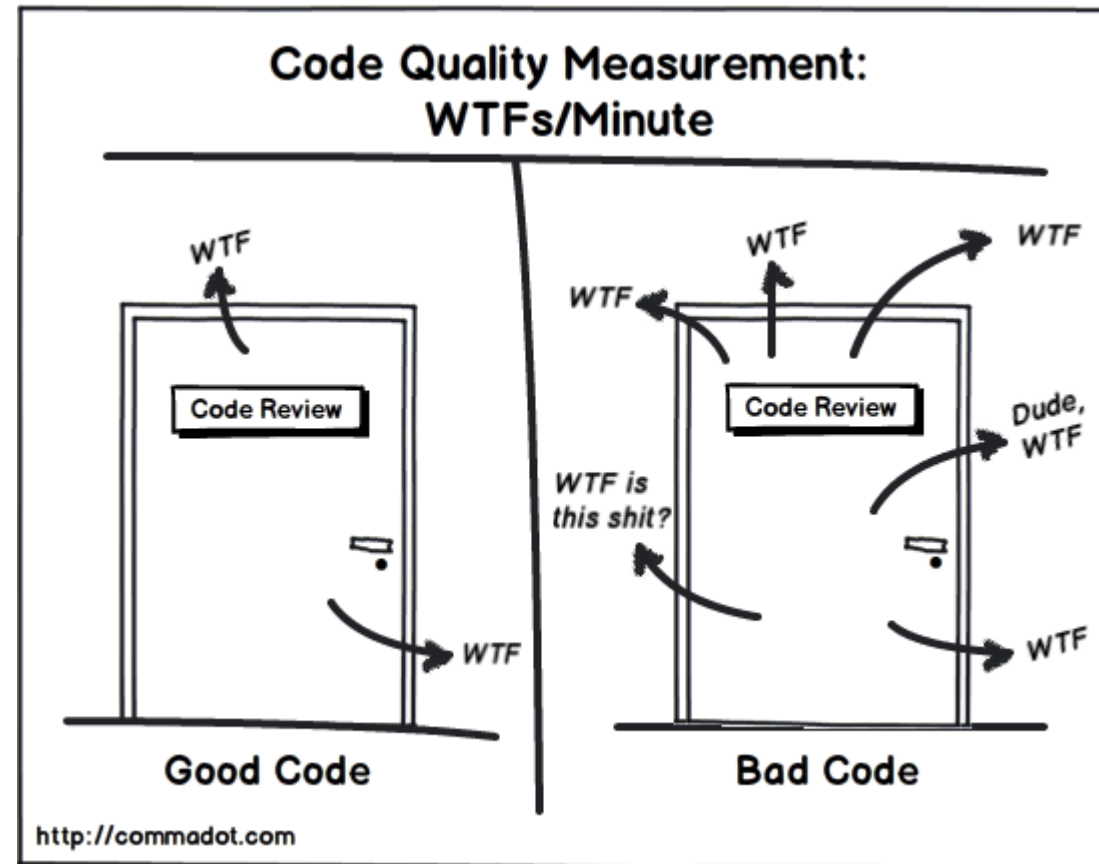 Code Quality Measurement:
WTFs/Minute
WTF
Code Review
WTF
Good Code
WTF
WTF
WTF
Code Review
Dude,
WTF
WTF is
this shit?
WTF
Bad Code
http://commadot.com